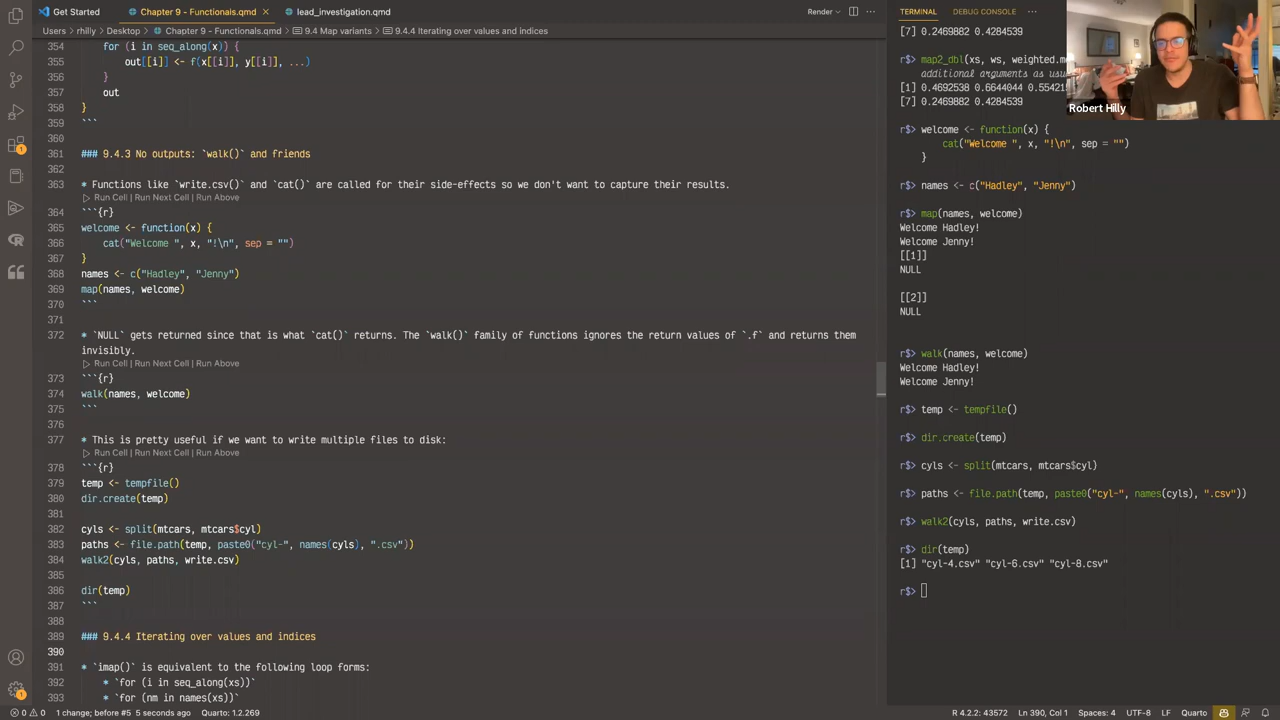 Get Started
Chapter 9 - Functionals.qmd
lead_investigation.qmd
Render
Users > rhilly > Desktop > Chapter 9 - Functionals.qmd > 9.4 Map variants > 9.4.4 Iterating over values and indices
354 for (i in seq_along(x)) {
355 out[[i]] <- f(x[[i]], y[[i]], ...)
356 }
357 out
358 }
359 ```
360
361 ### 9.4.3 No outputs: `walk()` and friends
362
363 * Functions like `write.csv()` and `cat()` are called for their side-effects so we don't want to capture their results.
Run Cell | Run Next Cell | Run Above
364 ```{r}
365 welcome <- function(x) {
366 cat("Welcome ", x, "!\n", sep = "")
367 }
368 names <- c("Hadley", "Jenny")
369 map(names, welcome)
370 ```
371
372 * `NULL` gets returned since that is what `cat()` returns. The `walk()` family of functions ignores the return values of `.f` and returns them
invisibly.
Run Cell | Run Next Cell | Run Above
373 ```{r}
374 walk(names, welcome)
375 ```
376
377 * This is pretty useful if we want to write multiple files to disk:
Run Cell | Run Next Cell | Run Above
378 ```{r}
379 temp <- tempfile()
380 dir.create(temp)
381
382 cyls <- split(mtcars, mtcars$cyl)
383 paths <- file.path(temp, paste0("cyl-", names(cyls), ".csv"))
384 walk2(cyls, paths, write.csv)
385
386 dir(temp)
387 ```
388
389 ### 9.4.4 Iterating over values and indices
390
391 * `imap()` is equivalent to the following loop forms:
392 * `for (i in seq_along(xs))`
393 * `for (nm in names(xs))`
TERMINAL
DEBUG CONSOLE
[7] 0.2469882 0.4284539
r$> map2_dbl(xs, ws, weighted.m
additional arguments as usu
[1] 0.4692538 0.6644044 0.55421
[7] 0.2469882 0.4284539
Robert Hilly
r$> welcome <- function(x) {
cat("Welcome ", x, "!\n", sep = "")
}
r$> names <- c("Hadley", "Jenny")
r$> map(names, welcome)
Welcome Hadley!
Welcome Jenny!
[[1]]
NULL
[[2]]
NULL
r$> walk(names, welcome)
Welcome Hadley!
Welcome Jenny!
r$> temp <- tempfile()
r$> dir.create(temp)
r$> cyls <- split(mtcars, mtcars$cyl)
r$> paths <- file.path(temp, paste0("cyl-", names(cyls), ".csv"))
r$> walk2(cyls, paths, write.csv)
r$> dir(temp)
[1] "cyl-4.csv" "cyl-6.csv" "cyl-8.csv"
r$>
0 0 1 change; before #5 5 seconds ago Quarto: 1.2.269
R 4.2.2: 43572 Ln 390, Col 1 Spaces: 4 UTF-8 LF Quarto